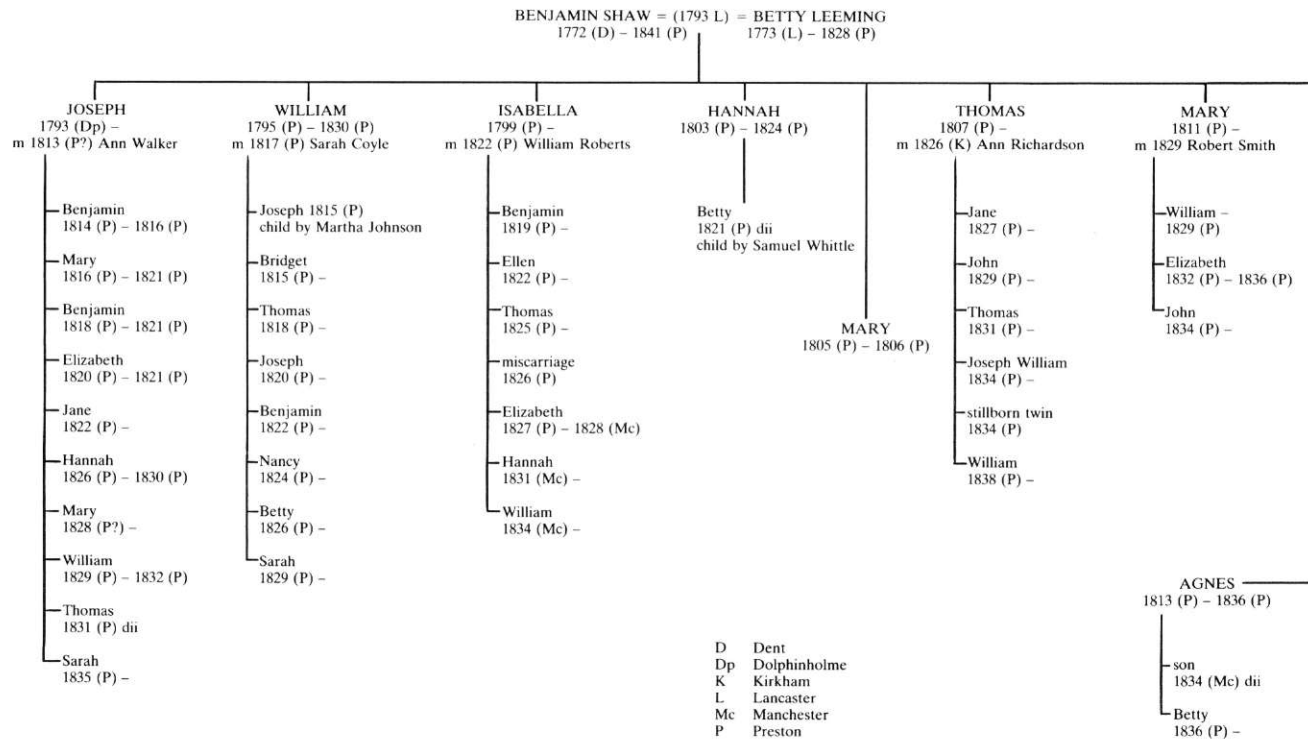 BENJAMIN SHAW = (1793 L) = BETTY LEEMING
1772 (D) – 1841 (P) 1773 (L) – 1828 (P)
JOSEPH
1793 (Dp) –
m 1813 (P?) Ann Walker
Benjamin
1814 (P) – 1816 (P)
Mary
1816 (P) – 1821 (P)
Benjamin
1818 (P) – 1821 (P)
Elizabeth
1820 (P) – 1821 (P)
Jane
1822 (P) –
Hannah
1826 (P) – 1830 (P)
Mary
1828 (P?) –
William
1829 (P) – 1832 (P)
Thomas
1831 (P) dii
Sarah
1835 (P) –
WILLIAM
1795 (P) – 1830 (P)
m 1817 (P) Sarah Coyle
Joseph 1815 (P)
child by Martha Johnson
Bridget
1815 (P) –
Thomas
1818 (P) –
Joseph
1820 (P) –
Benjamin
1822 (P) –
Nancy
1824 (P) –
Betty
1826 (P) –
Sarah
1829 (P) –
ISABELLA
1799 (P) –
m 1822 (P) William Roberts
Benjamin
1819 (P) –
Ellen
1822 (P) –
Thomas
1825 (P) –
miscarriage
1826 (P)
Elizabeth
1827 (P) – 1828 (Mc)
Hannah
1831 (Mc) –
William
1834 (Mc) –
HANNAH
1803 (P) – 1824 (P)
Betty
1821 (P) dii
child by Samuel Whittle
MARY
1805 (P) – 1806 (P)
THOMAS
1807 (P) –
m 1826 (K) Ann Richardson
Jane
1827 (P) –
John
1829 (P) –
Thomas
1831 (P) –
Joseph William
1834 (P) –
stillborn twin
1834 (P)
William
1838 (P) –
MARY
1811 (P) –
m 1829 Robert Smith
William –
1829 (P)
Elizabeth
1832 (P) – 1836 (P)
John
1834 (P) –
AGNES
1813 (P) – 1836 (P)
son
1834 (Mc) dii
Betty
1836 (P) –
D Dent
Dp Dolphinholme
K Kirkham
L Lancaster
Mc Manchester
P Preston